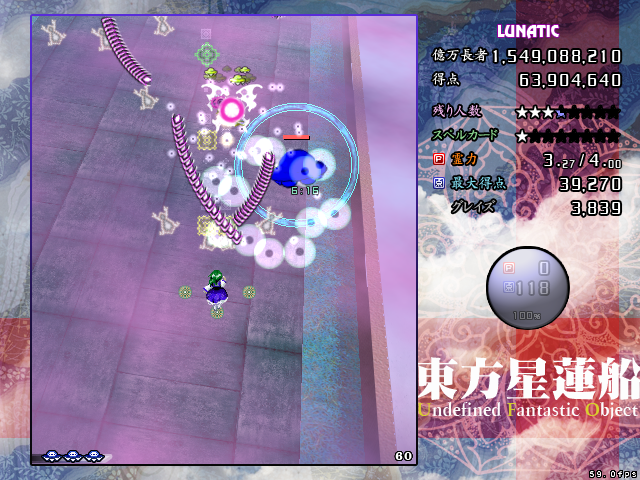 LUNATIC
億万長者 1,549,088,210
得点 63,904,640
残り人数
スペルカード
P 霊力 3.27/4.00
最大得点 39,270
グレイズ 3,839
6:16
P 0
118
100%
東方星蓮船
Undefined Fantastic Object
60
59.0fps